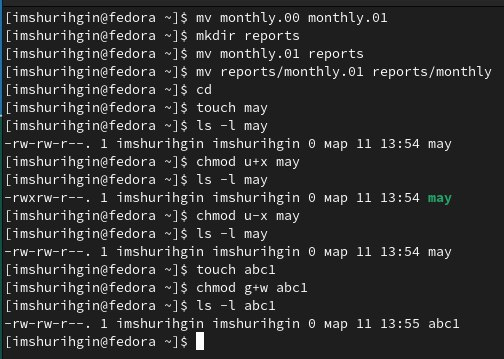 [imshurihgin@fedora ~]$ mv monthly.00 monthly.01
[imshurihgin@fedora ~]$ mkdir reports
[imshurihgin@fedora ~]$ mv monthly.01 reports
[imshurihgin@fedora ~]$ mv reports/monthly.01 reports/monthly
[imshurihgin@fedora ~]$ cd
[imshurihgin@fedora ~]$ touch may
[imshurihgin@fedora ~]$ ls -l may
-rw-rw-r--. 1 imshurihgin imshurihgin 0 мар 11 13:54 may
[imshurihgin@fedora ~]$ chmod u+x may
[imshurihgin@fedora ~]$ ls -l may
-rwxrw-r--. 1 imshurihgin imshurihgin 0 мар 11 13:54 may
[imshurihgin@fedora ~]$ chmod u-x may
[imshurihgin@fedora ~]$ ls -l may
-rw-rw-r--. 1 imshurihgin imshurihgin 0 мар 11 13:54 may
[imshurihgin@fedora ~]$ touch abc1
[imshurihgin@fedora ~]$ chmod g+w abc1
[imshurihgin@fedora ~]$ ls -l abc1
-rw-rw-r--. 1 imshurihgin imshurihgin 0 мар 11 13:55 abc1
[imshurihgin@fedora ~]$